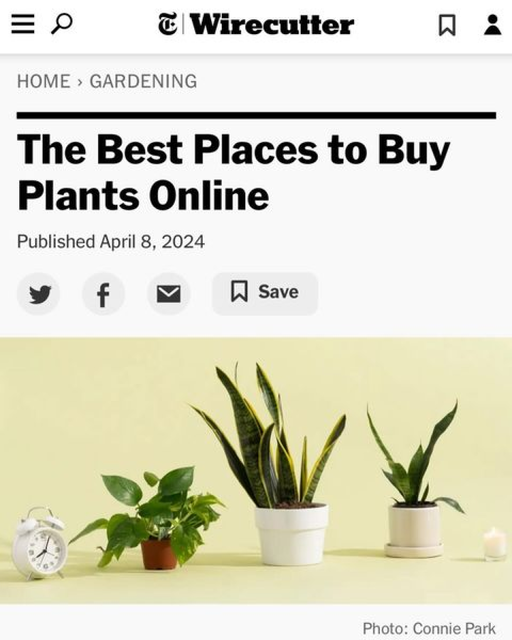 Wirecutter
HOME › GARDENING
The Best Places to Buy
Plants Online
Published April 8, 2024
Save
Photo: Connie Park